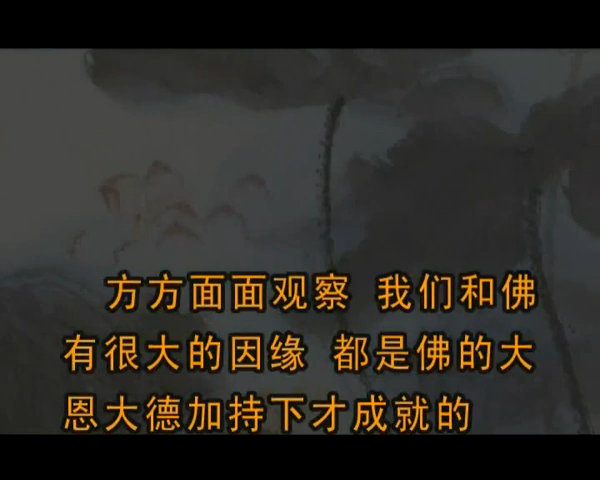 方方面面观察 我们和佛
有很大的因缘 都是佛的大
恩大德加持下才成就的